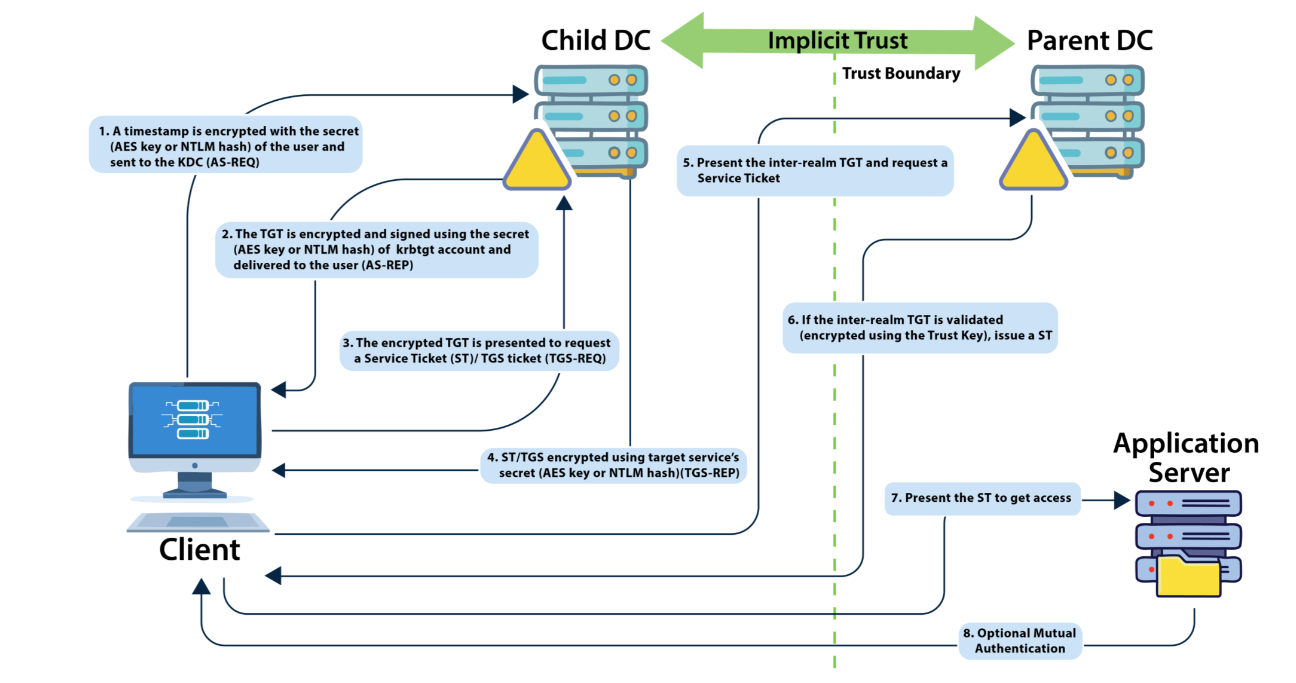 Child DC
Implicit Trust
Parent DC
Trust Boundary
1. A timestamp is encrypted with the secret
(AES key or NTLM hash) of the user and
sent to the KDC (AS-REQ)
5. Present the inter-realm TGT and request a
Service Ticket
2. The TGT is encrypted and signed using the secret
(AES key or NTLM hash) of krbtgt account and
delivered to the user (AS-REP)
6. If the inter-realm TGT is validated
(encrypted using the Trust Key), issue a ST
3. The encrypted TGT is presented to request
a Service Ticket (ST)/ TGS ticket (TGS-REQ)
4. ST/TGS encrypted using target service's
secret (AES key or NTLM hash)(TGS-REP)
Application
Server
7. Present the ST to get access
Client
8. Optional Mutual
Authentication